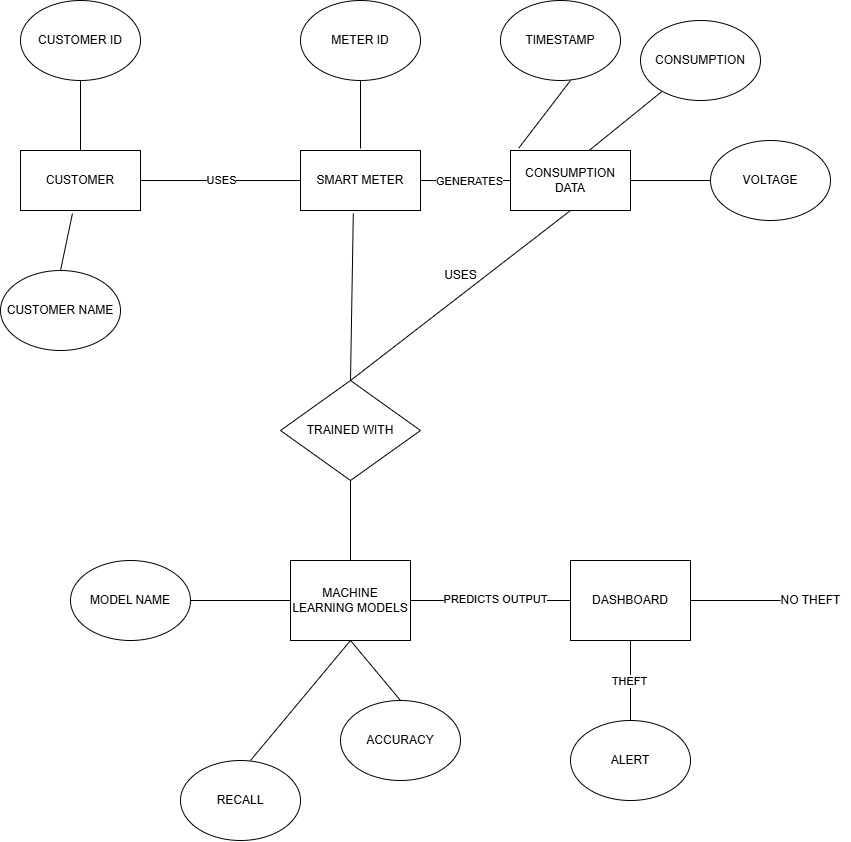 CUSTOMER ID
METER ID
TIMESTAMP
CONSUMPTION
CUSTOMER
USES
SMART METER
GENERATES
CONSUMPTION
DATA
VOLTAGE
USES
CUSTOMER NAME
TRAINED WITH
MODEL NAME
MACHINE
LEARNING MODELS
PREDICTS OUTPUT
DASHBOARD
NO THEFT
THEFT
ACCURACY
ALERT
RECALL